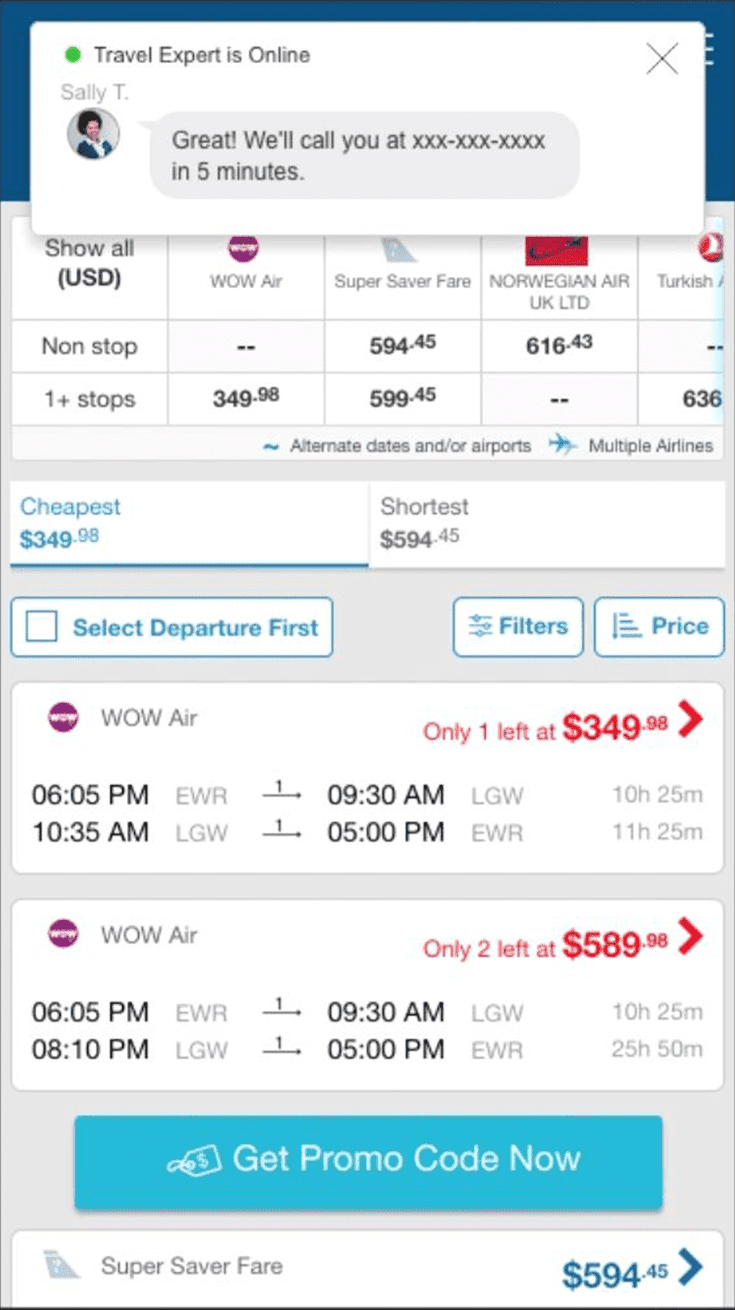 Travel Expert is Online
Sally T.
Great! We'll call you at xxx-xxx-xxxx
in 5 minutes.
Show all
(USD)
WOW
WOW Air
Super Saver Fare
NORWEGIAN AIR
UK LTD
Turkish
Non stop -- 594.45 616.43 --
1+ stops 349.98 599.45 -- 636
~ Alternate dates and/or airports Multiple Airlines
Cheapest
$349.98
Shortest
$594.45
Select Departure First
Filters
Price
WOW WOW Air
Only 1 left at $349.98
06:05 PM EWR 1 09:30 AM LGW 10h 25m
10:35 AM LGW 1 05:00 PM EWR 11h 25m
WOW WOW Air
Only 2 left at $589.98
06:05 PM EWR 1 09:30 AM LGW 10h 25m
08:10 PM LGW 1 05:00 PM EWR 25h 50m
$ Get Promo Code Now
? Super Saver Fare
$594.45